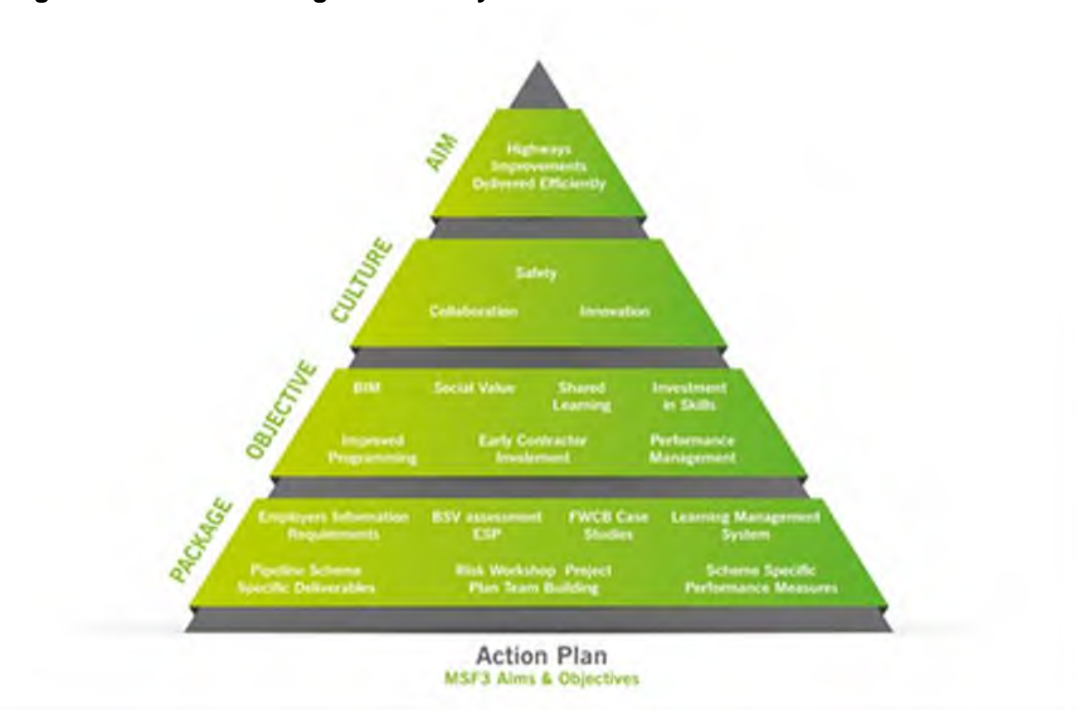 AIM
Highways
Improvements
Delivered Efficiently
CULTURE
Safety
Collaboration Innovation
OBJECTIVE
BIM Social Value Shared Investment
Learning in Skills
Improved Early Contractor Performance
Programming Involement Management
PACKAGE
Employers Information BSV assessment FWCB Case Learning Management
Requirements ESP Studies System
Pipeline Scheme Risk Workshop Project Scheme Specific
Specific Deliverables Plan Team Building Performance Measures
Action Plan
MSF3 Aims & Objectives